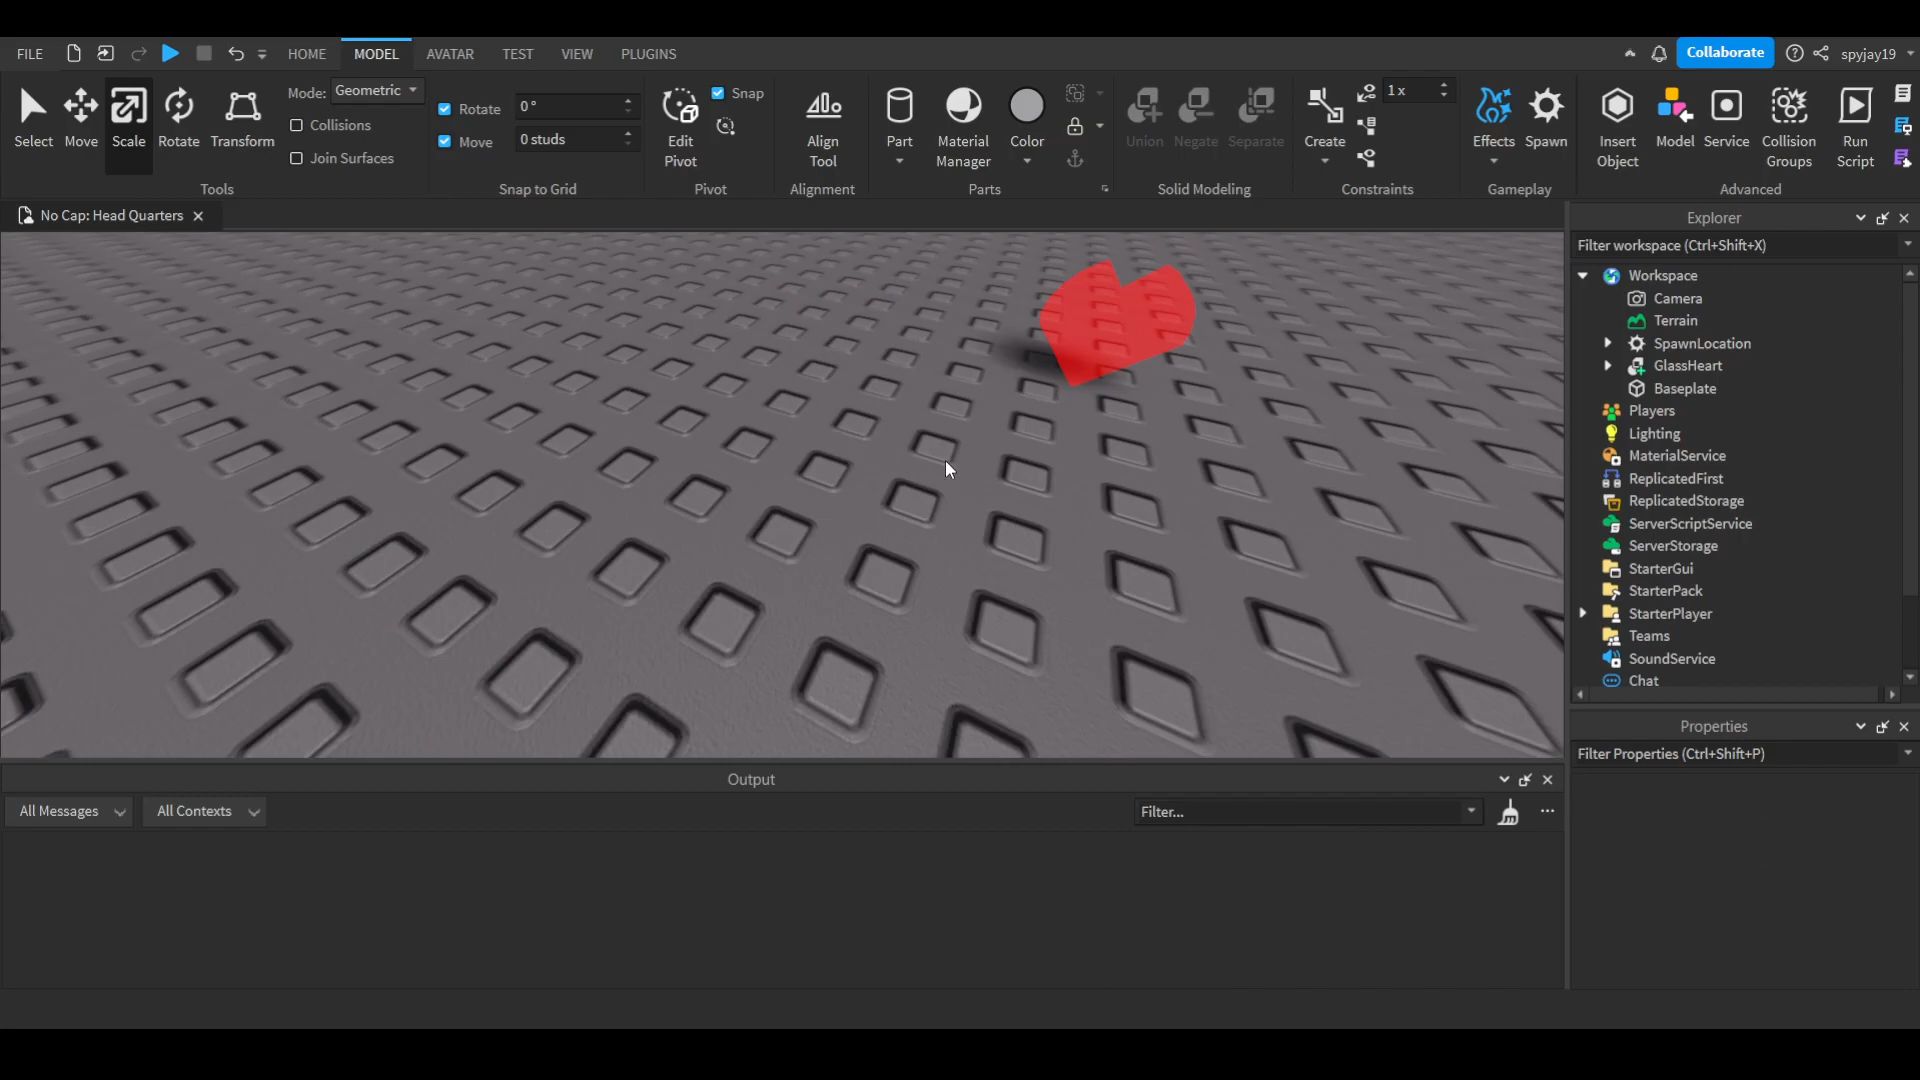 FILE HOME MODEL AVATAR TEST VIEW PLUGINS Collaborate spyjay19
Select Move Scale Rotate Transform
Mode: Geometric
Collisions
Join Surfaces
Tools
Rotate 0 °
Move 0 studs
Snap to Grid
Edit Pivot
Snap
Pivot
Align Tool
Alignment
Part
Material Manager
Color
Parts
Union Negate Separate
Solid Modeling
Create
1 x
Constraints
Effects Spawn
Gameplay
Insert Object
Model
Service
Collision Groups
Run Script
Advanced
No Cap: Head Quarters
Explorer
Filter workspace (Ctrl+Shift+X)
Workspace
Camera
Terrain
SpawnLocation
GlassHeart
Baseplate
Players
Lighting
MaterialService
ReplicatedFirst
ReplicatedStorage
ServerScriptService
ServerStorage
StarterGui
StarterPack
StarterPlayer
Teams
SoundService
Chat
Properties
Filter Properties (Ctrl+Shift+P)
Output
All Messages All Contexts Filter...